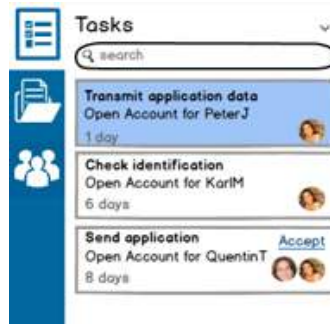 Tasks
search
Transmit application data
Open Account for PeterJ
1 day
Check identification
Open Account for KarlM
6 days
Send application Accept
Open Account for QuentinT
8 days